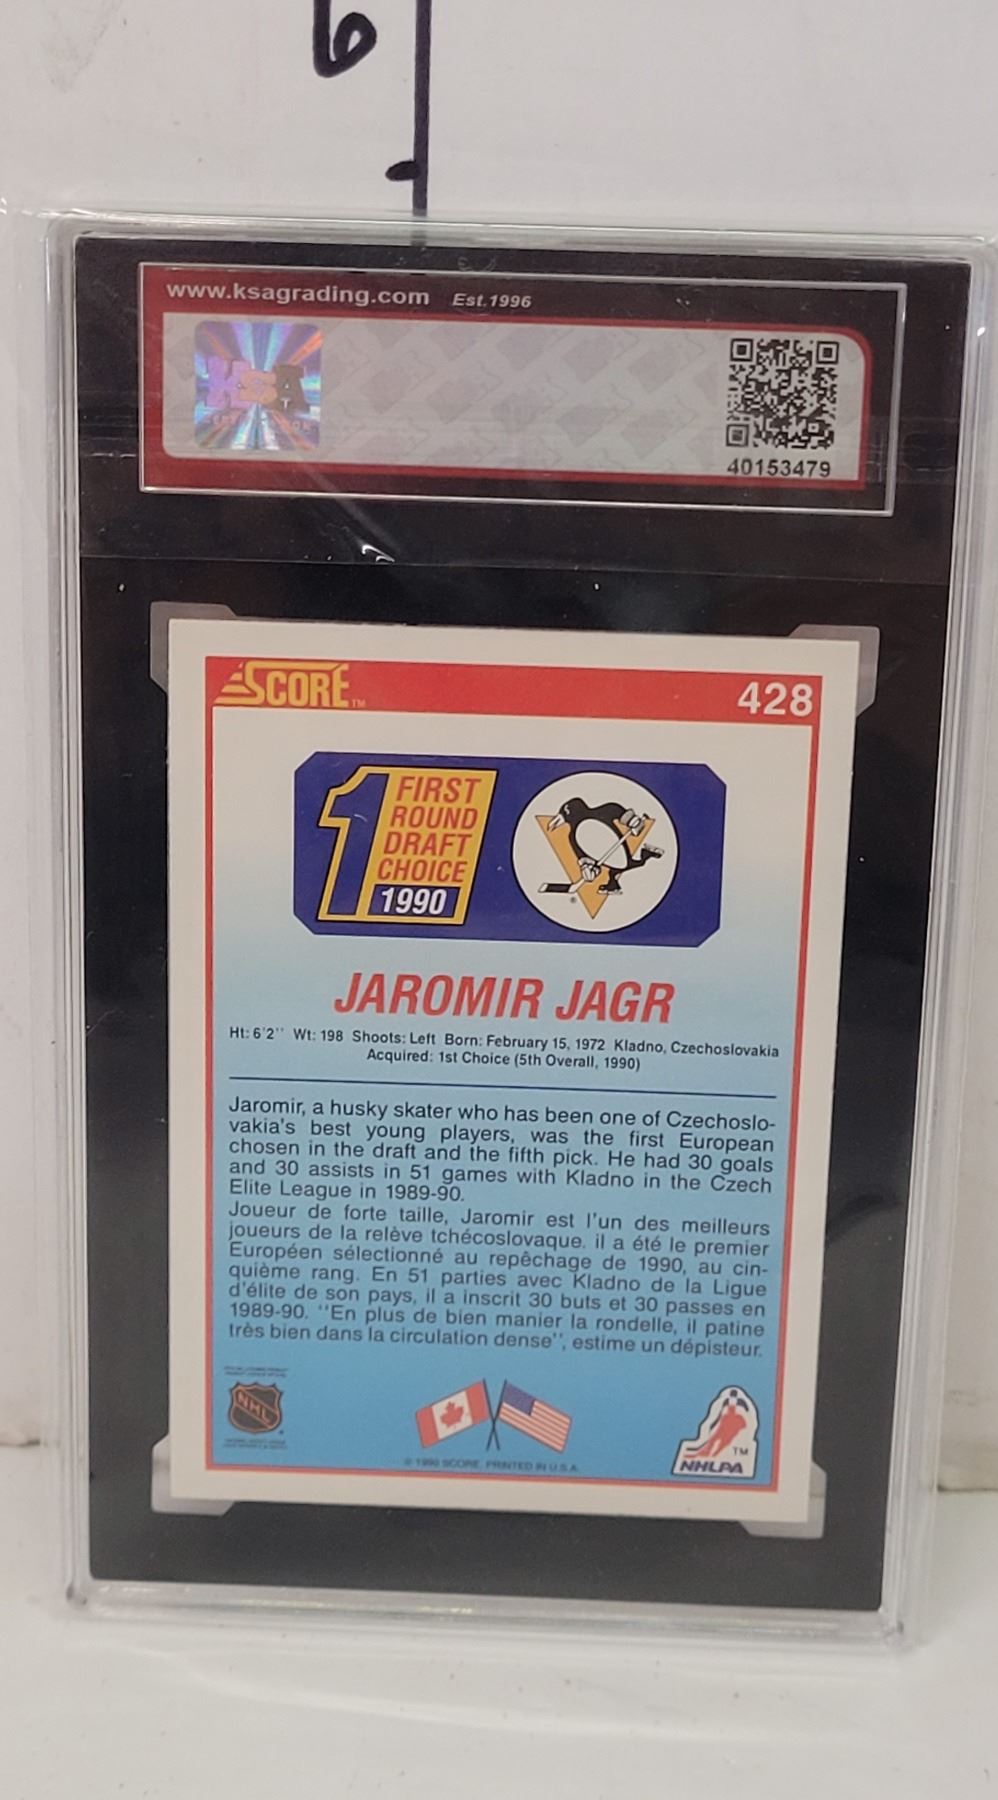 6
www.ksagrading.com Est.1996
KSA
40153479
SCORE TM 428
1 FIRST
ROUND
DRAFT
CHOICE
1990
JAROMIR JAGR
Ht: 6'2'' Wt: 198 Shoots: Left Born: February 15, 1972 Kladno, Czechoslovakia
Acquired: 1st Choice (5th Overall, 1990)
Jaromir, a husky skater who has been one of Czechoslo-
vakia's best young players, was the first European
chosen in the draft and the fifth pick. He had 30 goals
and 30 assists in 51 games with Kladno in the Czech
Elite League in 1989-90.
Joueur de forte taille, Jaromir est l'un des meilleurs
joueurs de la relève tchécoslovaque. il a été le premier
Européen sélectionné au repêchage de 1990, au cin-
quième rang. En 51 parties avec Kladno de la Ligue
d'élite de son pays, il a inscrit 30 buts et 30 passes en
1989-90. ''En plus de bien manier la rondelle, il patine
très bien dans la circulation dense'', estime un dépisteur.
NHL
TM
NHLPA
© 1990 SCORE. PRINTED IN U.S.A.